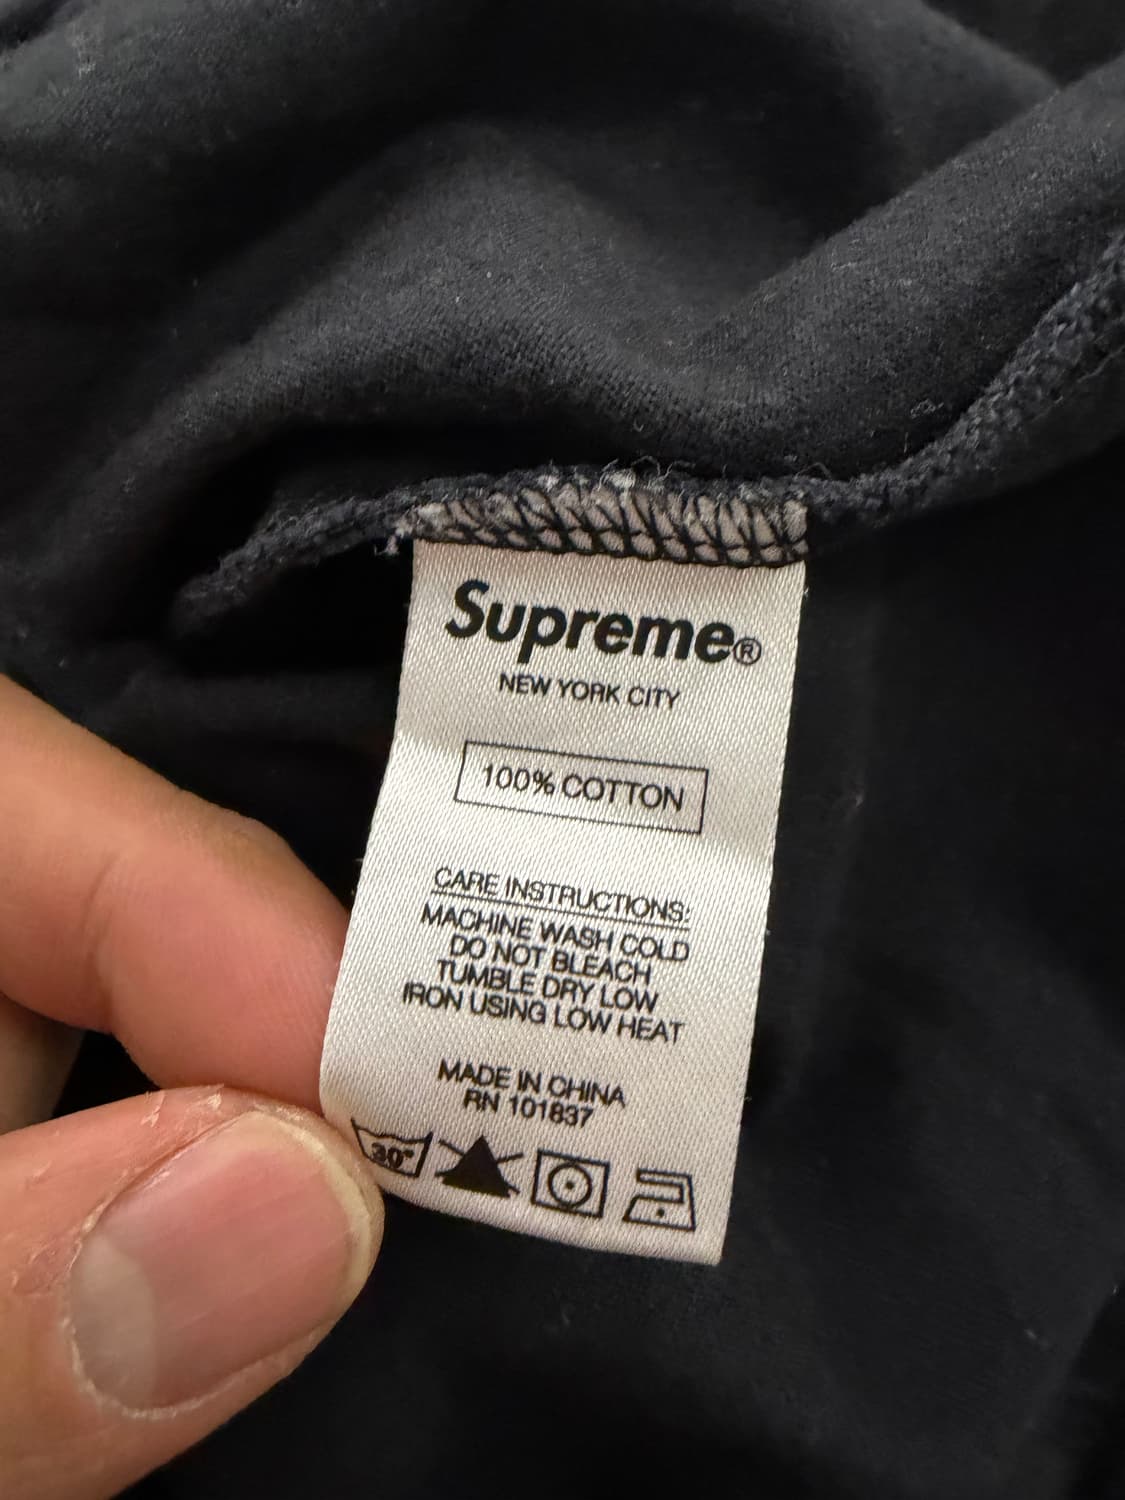 Supreme®
NEW YORK CITY
100% COTTON
CARE INSTRUCTIONS:
MACHINE WASH COLD
DO NOT BLEACH
TUMBLE DRY LOW
IRON USING LOW HEAT
MADE IN CHINA
RN 101837
30°